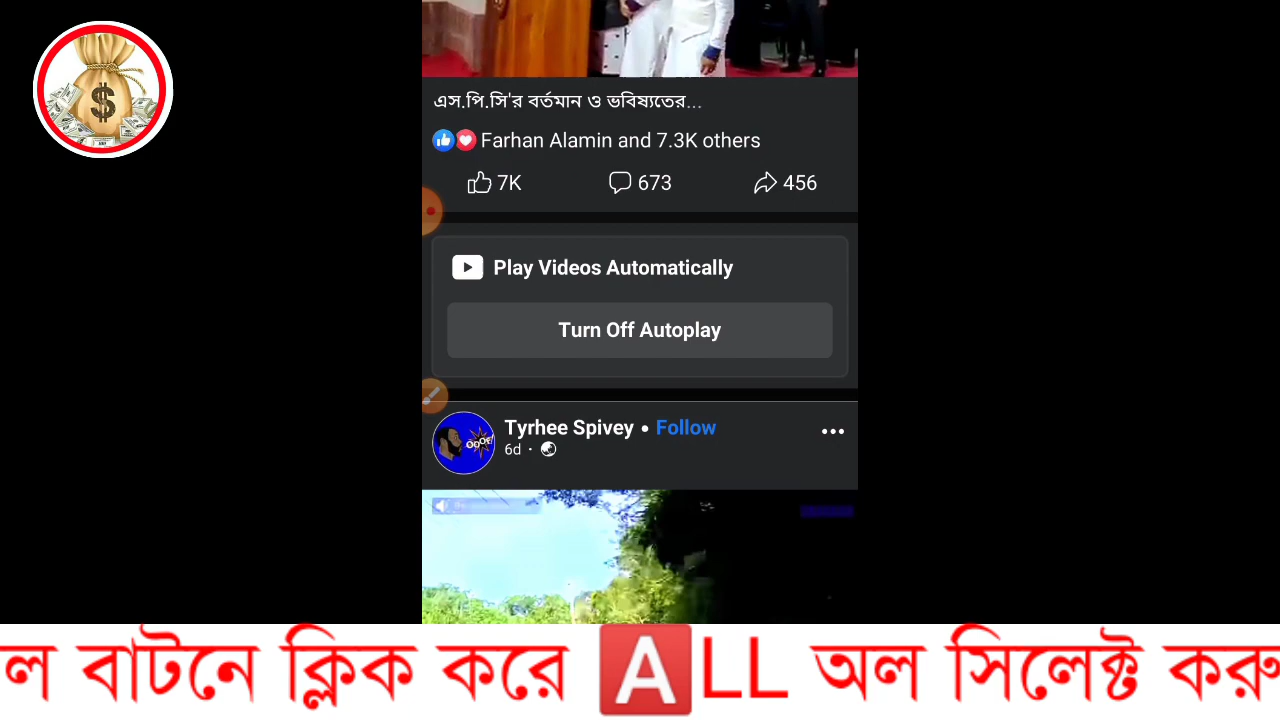 এস.পি.সি'র বর্তমান ও ভবিষ্যতের...
Farhan Alamin and 7.3K others
7K 673 456
Play Videos Automatically
Turn Off Autoplay
Tyrhee Spivey • Follow
6d ·
ল বাটনে ক্লিক করে 🅰LL অল সিলেক্ট করু